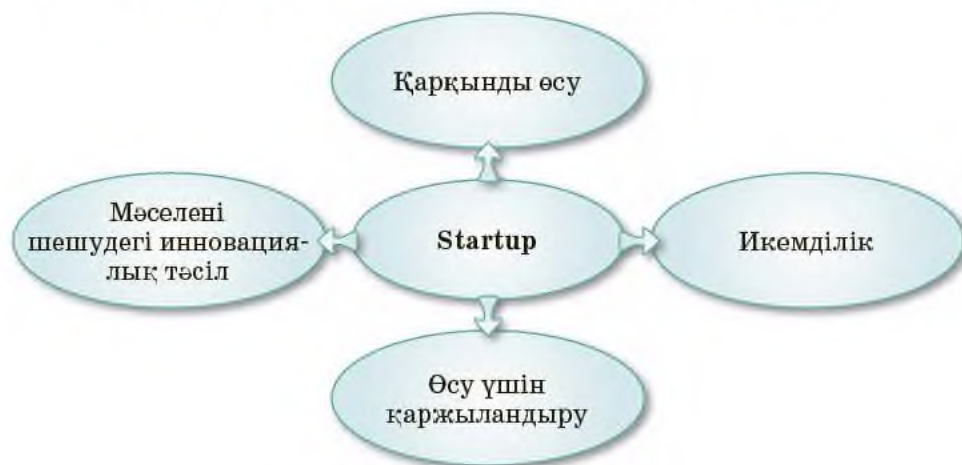 Қарқынды өсу
Мәселені
шешудегі инновация-
лық тәсіл
Startup
Икемділік
Өсу үшін
қаржыландыру